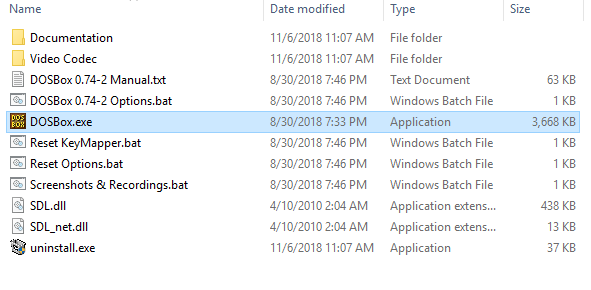 Name Date modified Type Size
Documentation 11/6/2018 11:07 AM File folder
Video Codec 11/6/2018 11:07 AM File folder
DOSBox 0.74-2 Manual.txt 8/30/2018 7:46 PM Text Document 63 KB
DOSBox 0.74-2 Options.bat 8/30/2018 7:46 PM Windows Batch File 1 KB
DOS BOX DOSBox.exe 8/30/2018 7:33 PM Application 3,668 KB
Reset KeyMapper.bat 8/30/2018 7:46 PM Windows Batch File 1 KB
Reset Options.bat 8/30/2018 7:46 PM Windows Batch File 1 KB
Screenshots & Recordings.bat 8/30/2018 7:46 PM Windows Batch File 1 KB
SDL.dll 4/10/2010 2:04 AM Application extens... 438 KB
SDL_net.dll 4/10/2010 2:04 AM Application extens... 13 KB
uninstall.exe 11/6/2018 11:07 AM Application 37 KB